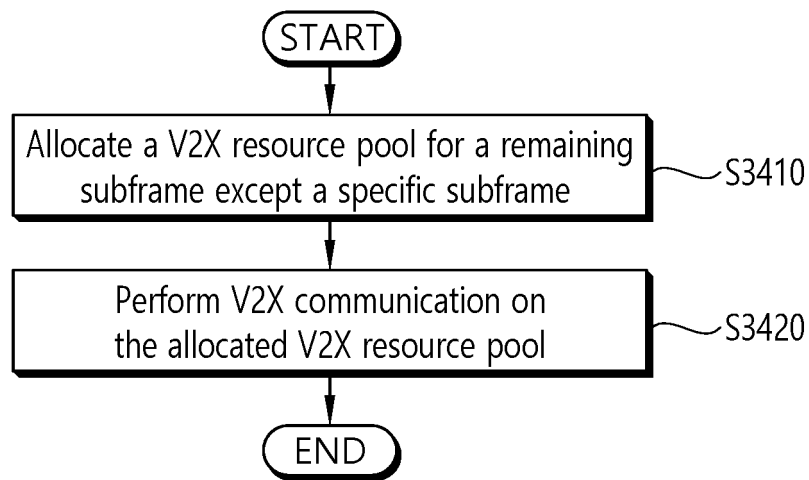 START
Allocate a V2X resource pool for a remaining
subframe except a specific subframe
S3410
Perform V2X communication on
the allocated V2X resource pool
S3420
END